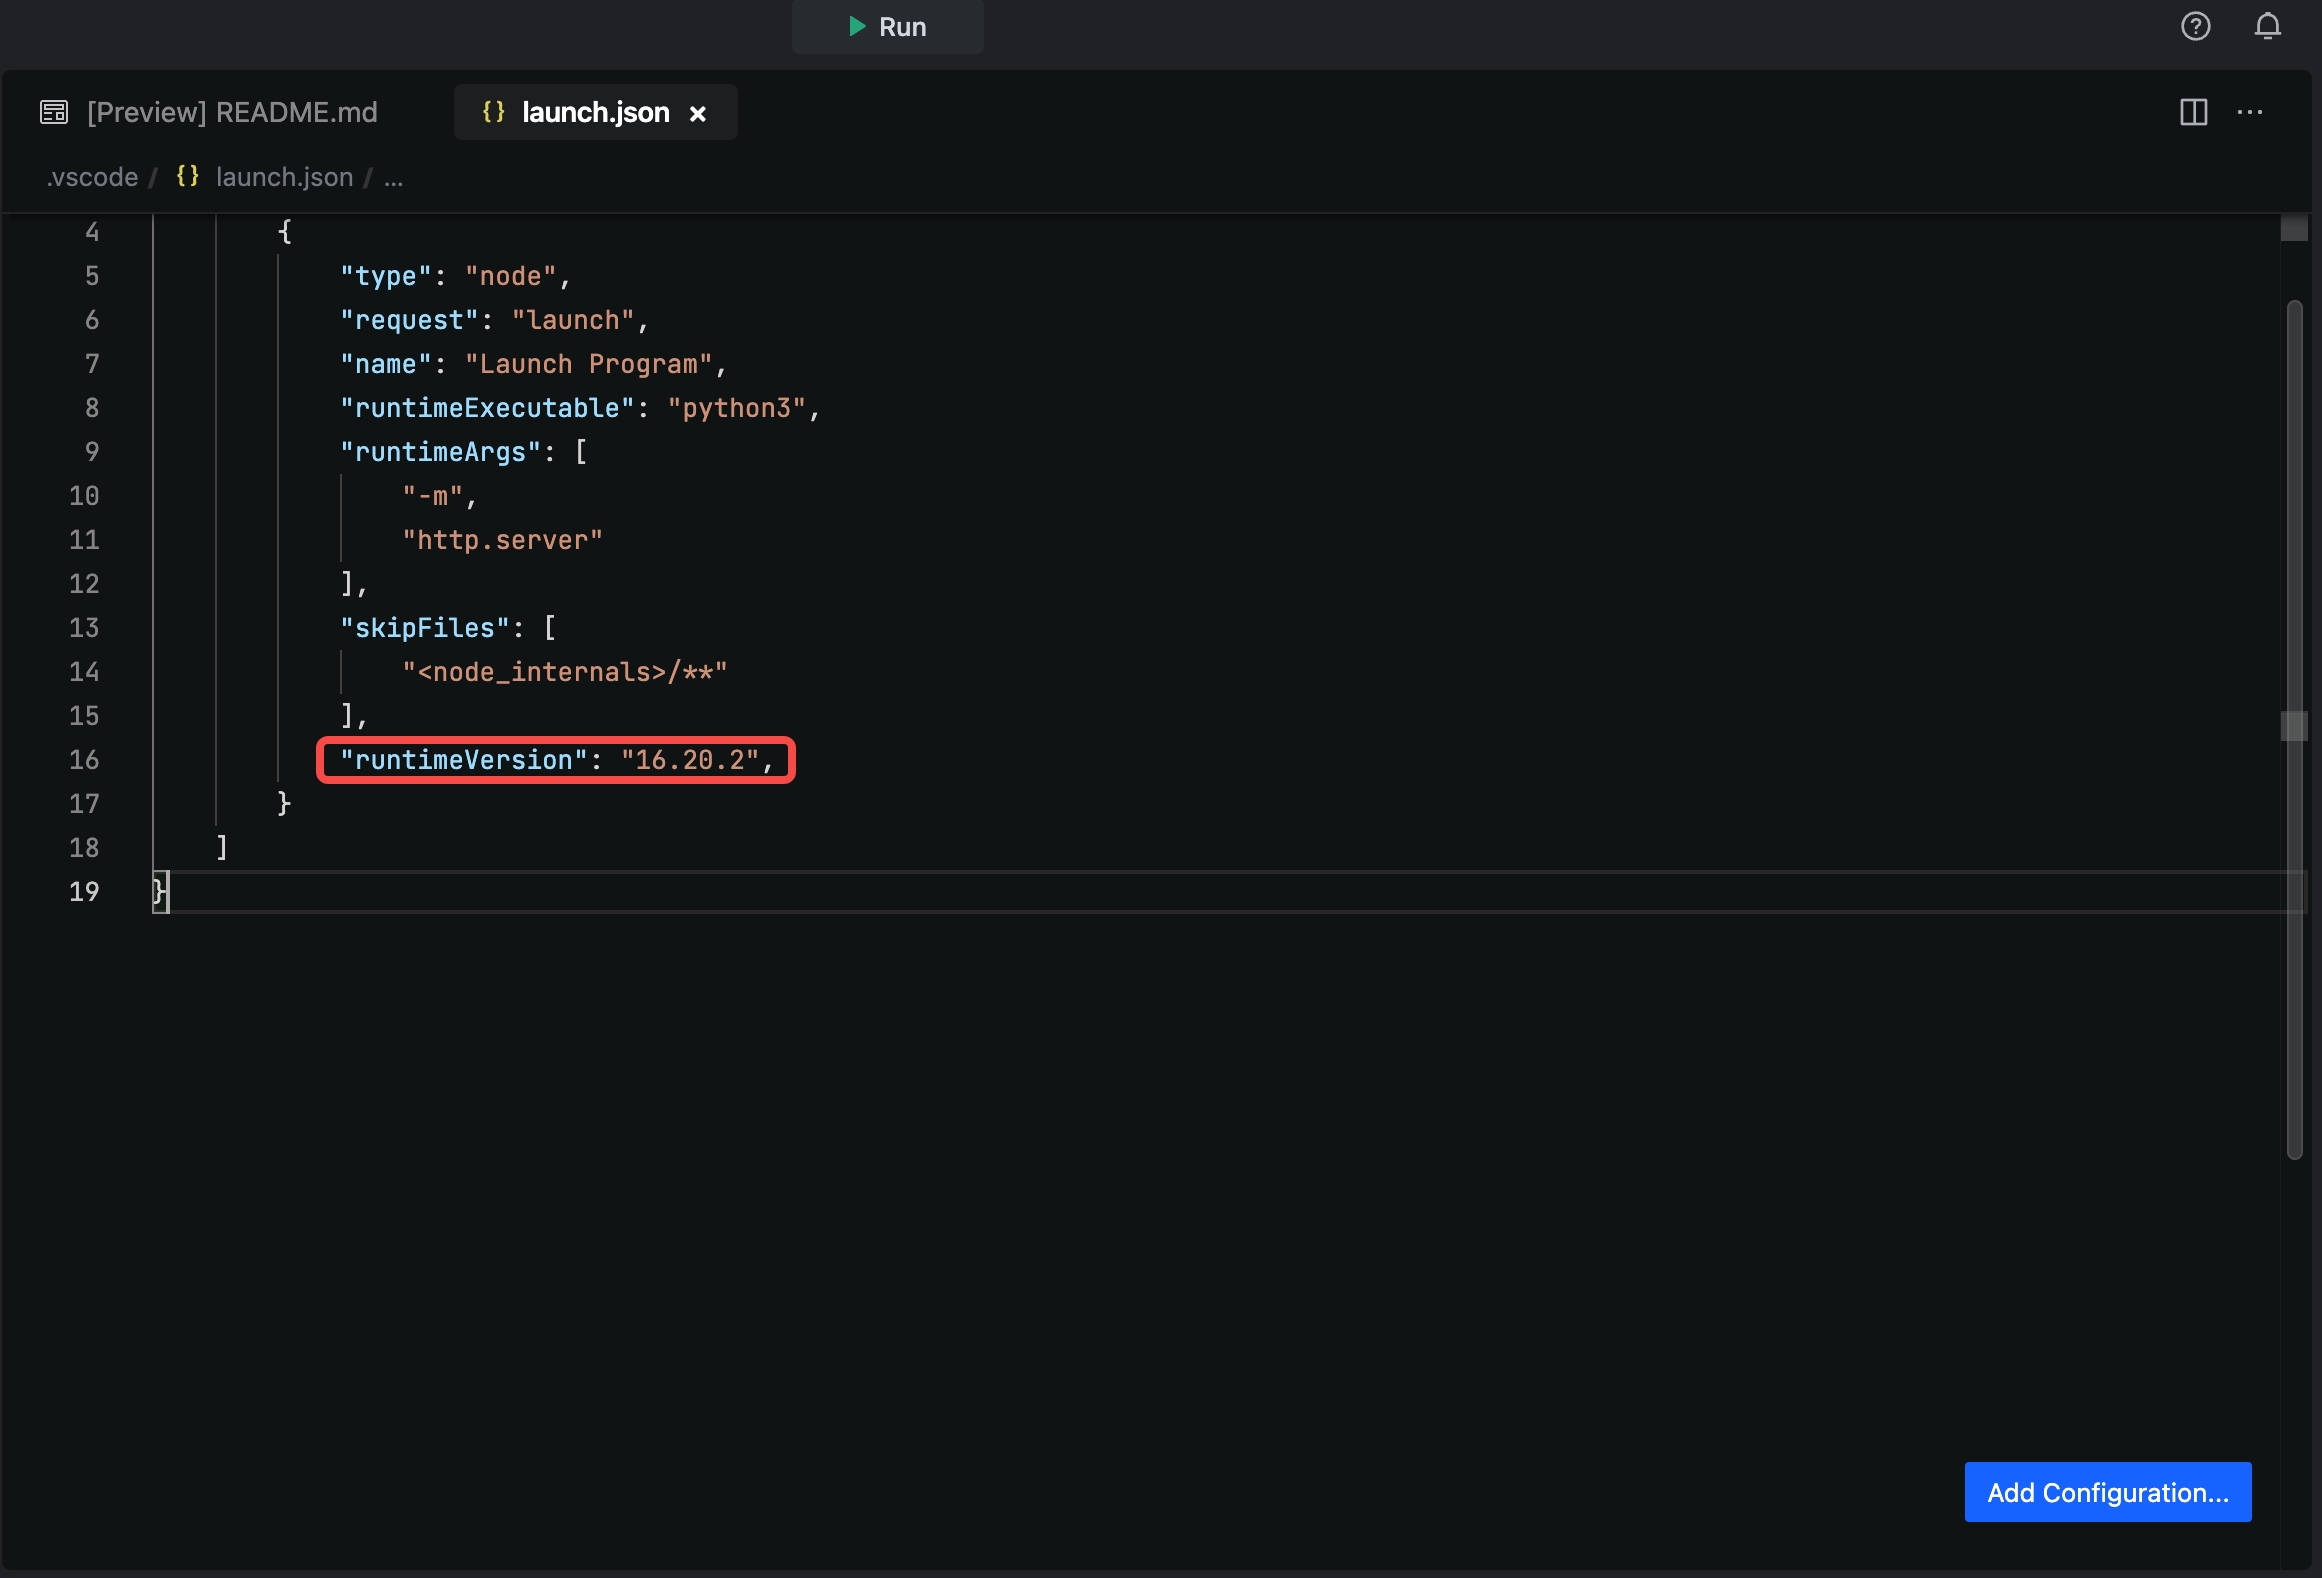 Run
[Preview] README.md
{} launch.json ×
.vscode / {} launch.json / ...
4 {
5 "type": "node",
6 "request": "launch",
7 "name": "Launch Program",
8 "runtimeExecutable": "python3",
9 "runtimeArgs": [
10 "-m",
11 "http.server"
12 ],
13 "skipFiles": [
14 "<node_internals>/**"
15 ],
16 "runtimeVersion": "16.20.2",
17 }
18 ]
19 }
Add Configuration...